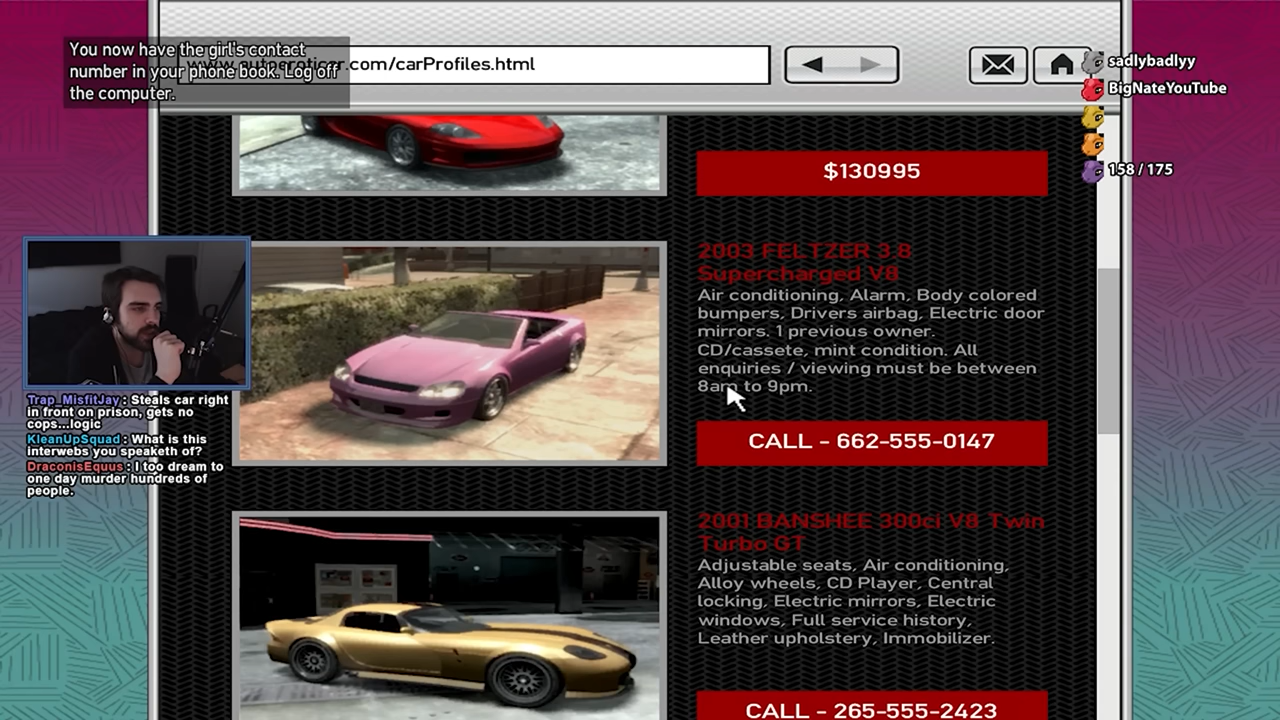 You now have the girl's contact
number in your phone book. Log off
the computer.
.com/carProfiles.html
sadlybadlyy
BigNateYouTube
158 / 175
$130995
2003 FELTZER 3.8
Supercharged V8
Air conditioning, Alarm, Body colored
bumpers, Drivers airbag, Electric door
mirrors. 1 previous owner.
CD/cassete, mint condition. All
enquiries / viewing must be between
8am to 9pm.
CALL - 662-555-0147
2001 BANSHEE 300ci V8 Twin
Turbo GT
Adjustable seats, Air conditioning,
Alloy wheels, CD Player, Central
locking, Electric mirrors, Electric
windows, Full service history,
Leather upholstery, Immobilizer.
CALL - 265-555-2423
Trap_MisfitJay : Steals car right
in front on prison, gets no
cops...logic
KleanUpSquad : What is this
interwebs you speaketh of?
DraconisEquus : I too dream to
one day murder hundreds of
people.